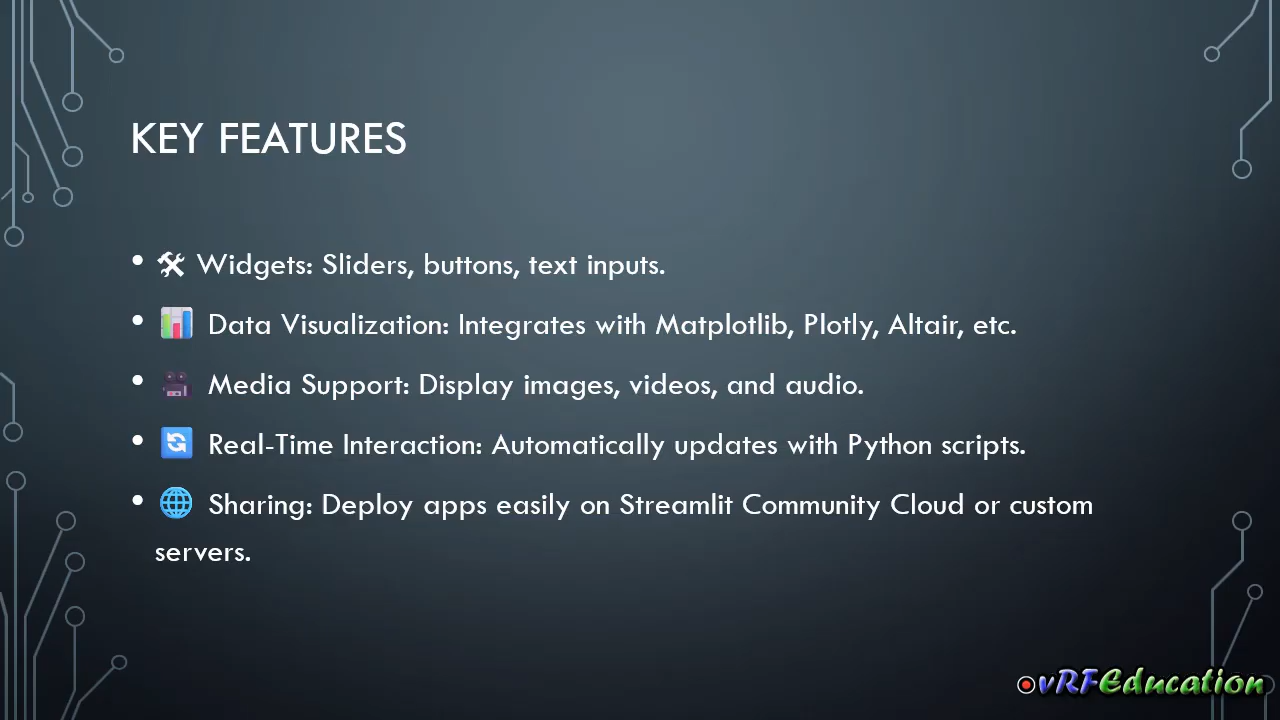 KEY FEATURES
• 🛠 Widgets: Sliders, buttons, text inputs.
• 📊 Data Visualization: Integrates with Matplotlib, Plotly, Altair, etc.
• 🎥 Media Support: Display images, videos, and audio.
• 🔄 Real-Time Interaction: Automatically updates with Python scripts.
• 🌐 Sharing: Deploy apps easily on Streamlit Community Cloud or custom
servers.
vRFEducation